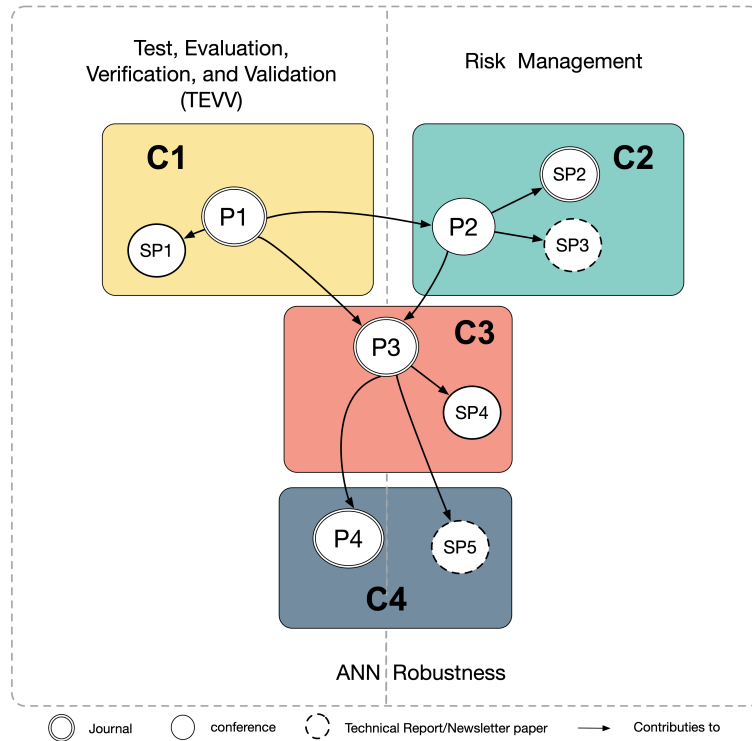 Test, Evaluation,
Verification, and Validation
(TEVV)
Risk Management
C1
C2
P1
SP1
P2
SP2
SP3
C3
P3
SP4
P4
SP5
C4
ANN Robustness
Journal
conference
Technical Report/Newsletter paper
Contributies to